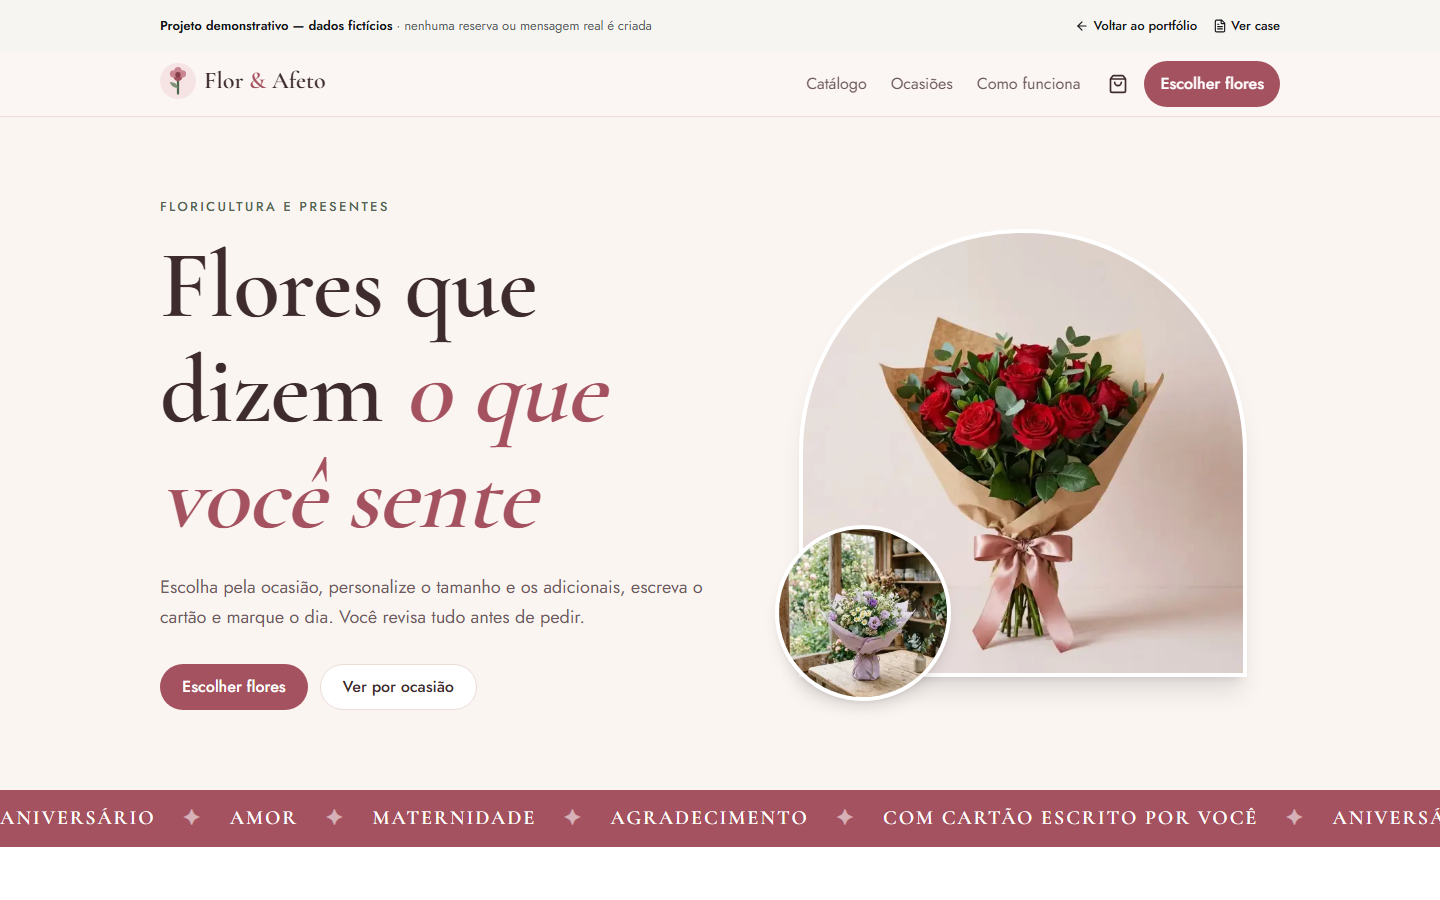 Projeto demonstrativo — dados fictícios · nenhuma reserva ou mensagem real é criada
Voltar ao portfólio
Ver case
Flor & Afeto
Catálogo
Ocasiões
Como funciona
Escolher flores
FLORICULTURA E PRESENTES
Flores que
dizem o que
você sente
Escolha pela ocasião, personalize o tamanho e os adicionais, escreva o
cartão e marque o dia. Você revisa tudo antes de pedir.
Escolher flores
Ver por ocasião
ANIVERSÁRIO ✦ AMOR ✦ MATERNIDADE ✦ AGRADECIMENTO ✦ COM CARTÃO ESCRITO POR VOCÊ ✦ ANIVERSÁ